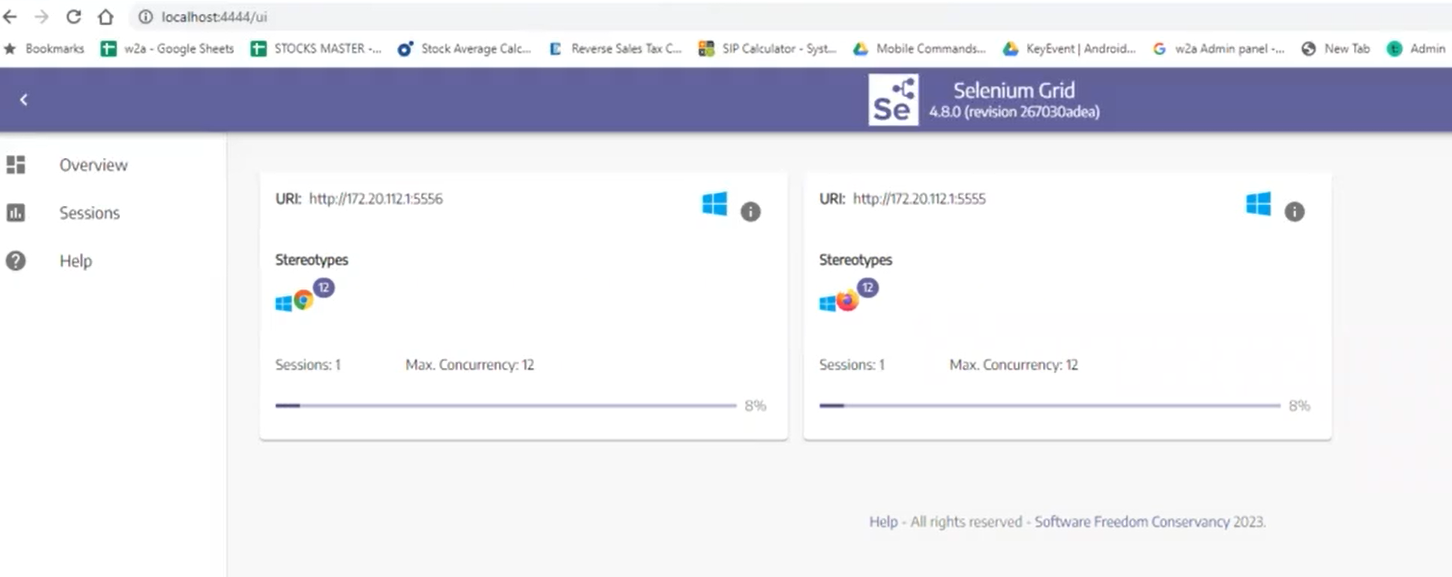 localhost:4444/ui
Bookmarks w2a - Google Sheets STOCKS MASTER -... Stock Average Calc... Reverse Sales Tax C... SIP Calculator - Syst... Mobile Commands... KeyEvent | Android... w2a Admin panel -... New Tab Admin
Se
Selenium Grid
4.8.0 (revision 267030adea)
Overview
Sessions
Help
URI: http://172.20.112.1:5556
Stereotypes
12
Sessions: 1 Max. Concurrency: 12
8%
URI: http://172.20.112.1:5555
Stereotypes
12
Sessions: 1 Max. Concurrency: 12
8%
Help - All rights reserved - Software Freedom Conservancy 2023.